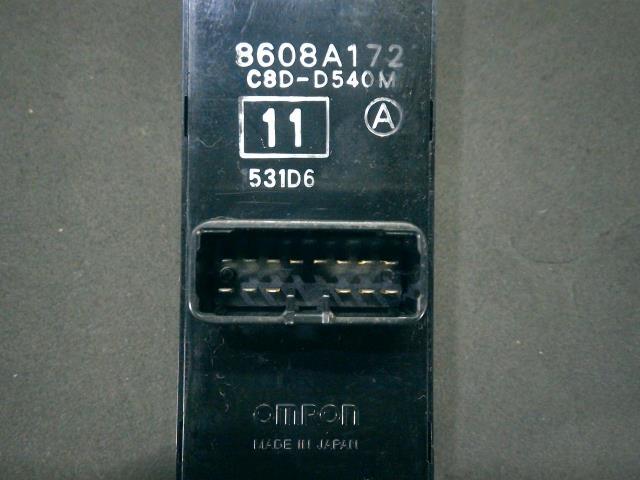 8608A172
C8D-D540M
11 A
531D6
omron
MADE IN JAPAN